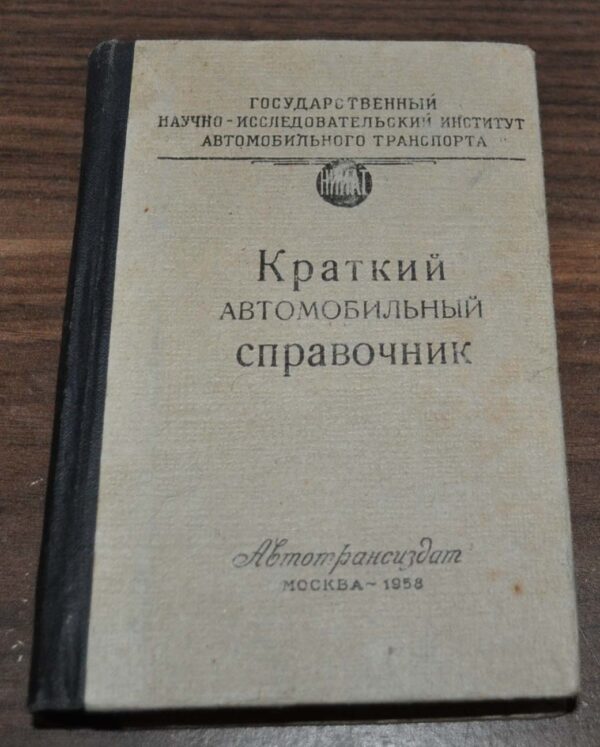 ГОСУДАРСТВЕННЫЙ
НАУЧНО-ИССЛЕДОВАТЕЛЬСКИЙ ИНСТИТУТ
АВТОМОБИЛЬНОГО ТРАНСПОРТА
НИИАТ
Краткий
АВТОМОБИЛЬНЫЙ
справочник
Автотрансиздат
МОСКВА ~ 1958